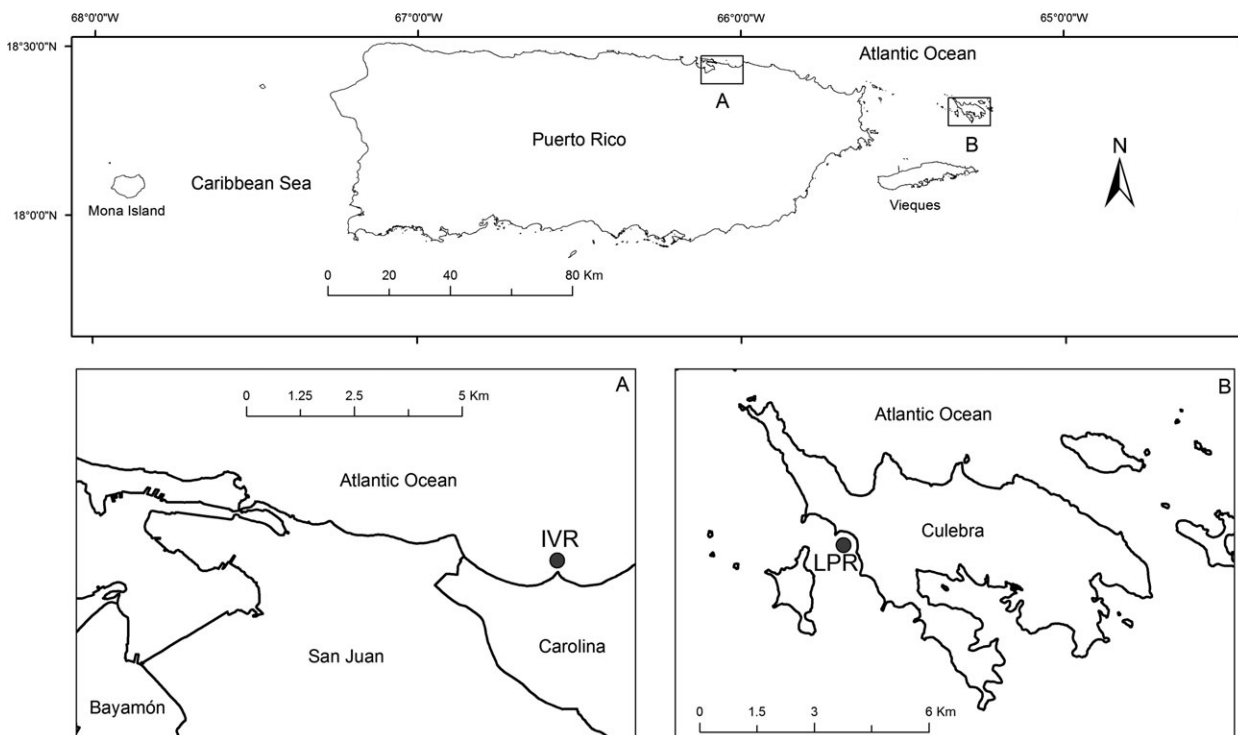 68°0'0"W
67°0'0"W
66°0'0"W
65°0'0"W
18°30'0"N
Atlantic Ocean
A
Puerto Rico
B
N
Caribbean Sea
Mona Island
Vieques
18°0'0"N
0 20 40 80 Km
A
0 1.25 2.5 5 Km
Atlantic Ocean
IVR
San Juan
Carolina
Bayamón
B
Atlantic Ocean
Culebra
LPR
0 1.5 3 6 Km